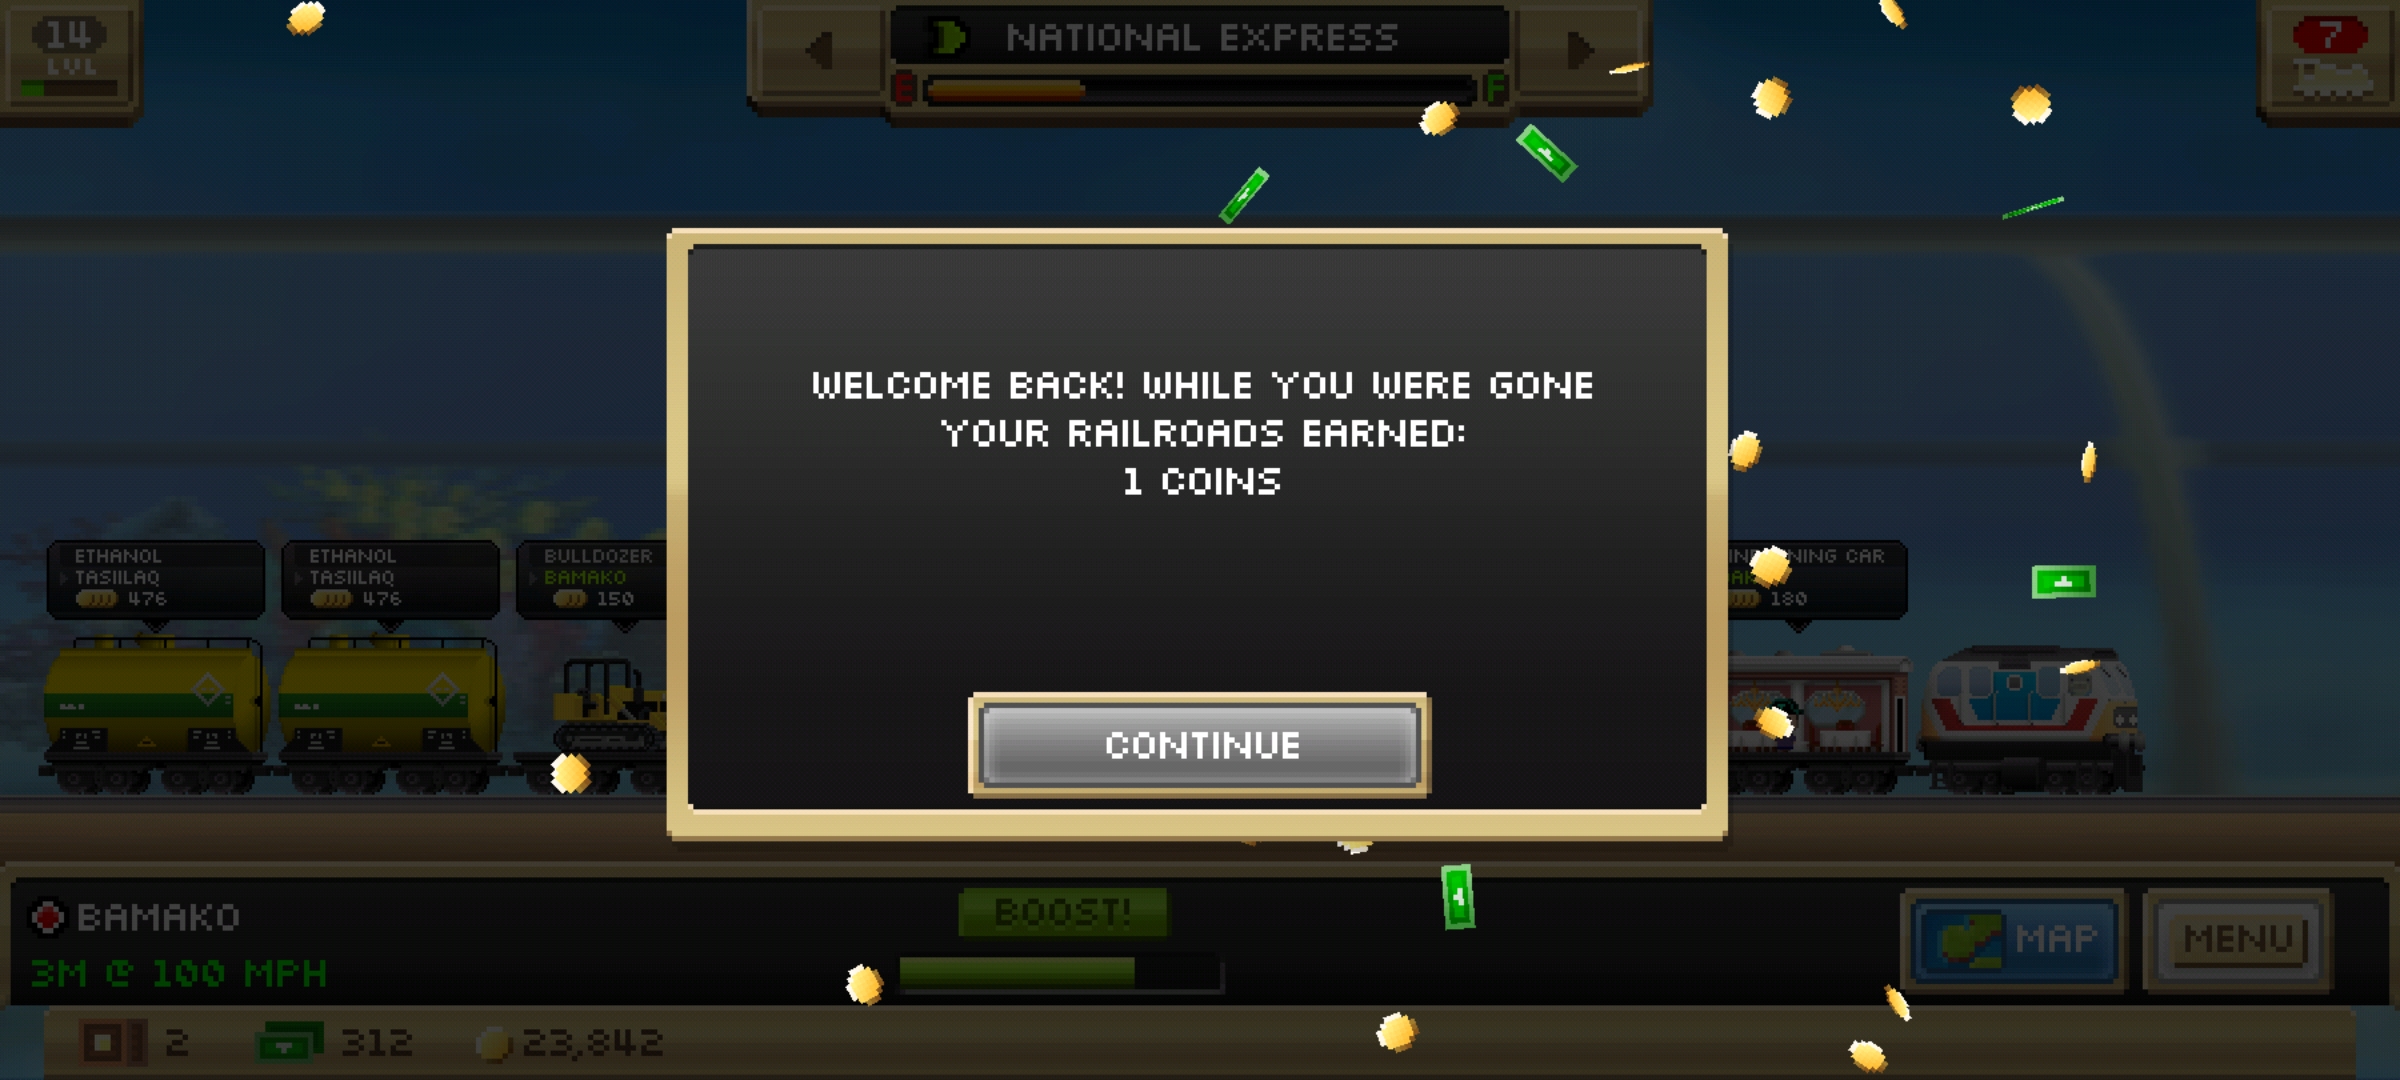 14
LVL
NATIONAL EXPRESS
E
F
7
WELCOME BACK! WHILE YOU WERE GONE
YOUR RAILROADS EARNED:
1 COINS
CONTINUE
ETHANOL
TASIILAQ
476
ETHANOL
TASIILAQ
476
BULLDOZER
BAMAKO
150
CAR
180
BAMAKO
3M @ 100 MPH
BOOST!
MAP
MENU
2
312
23,842